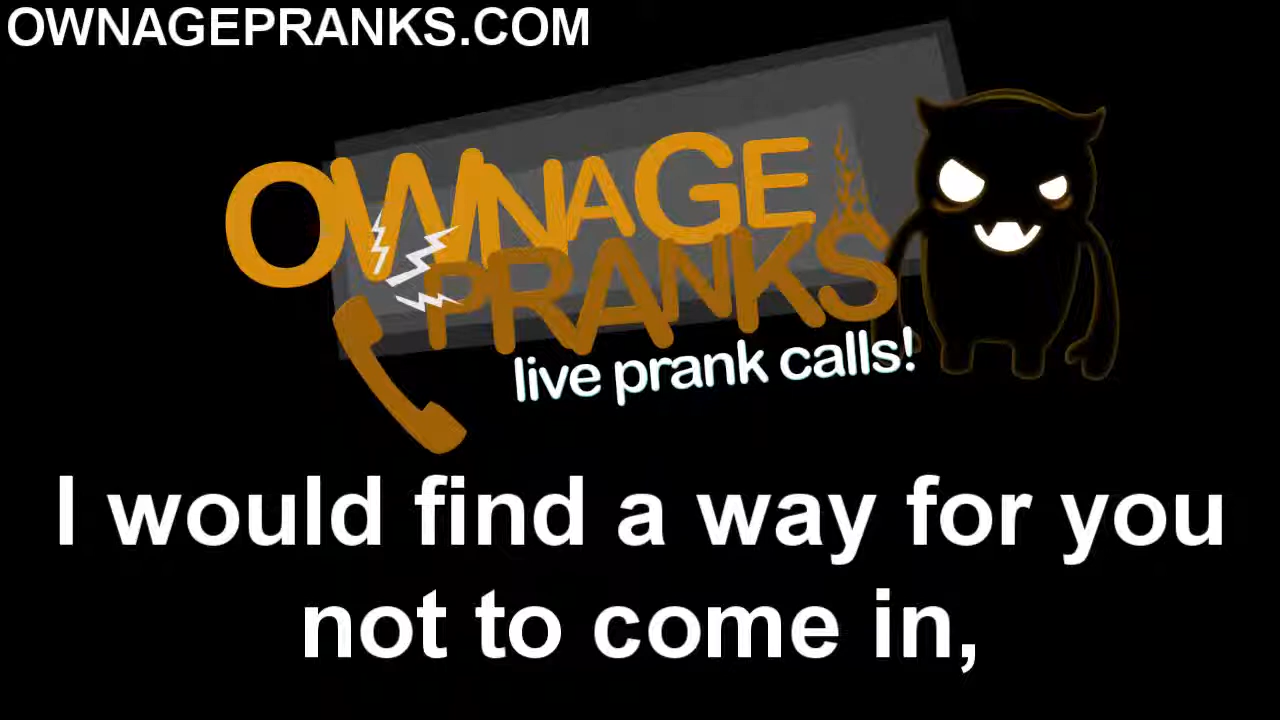 OWNAGEPRANKS.COM
OWNAGE
PRANKS
live prank calls!
I would find a way for you
not to come in,